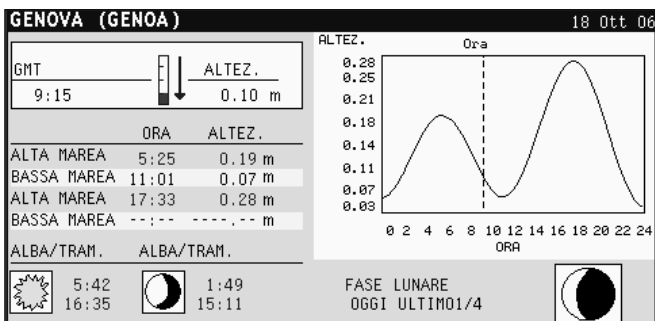 GENOVA (GENOA) 18 Ott 06
GMT ALTEZ.
9:15 0.10 m
ORA ALTEZ.
ALTA MAREA 5:25 0.19 m
BASSA MAREA 11:01 0.07 m
ALTA MAREA 17:33 0.28 m
BASSA MAREA --:-- ----.-- m
ALBA/TRAM. ALBA/TRAM.
5:42 1:49
16:35 15:11
ALTEZ. Ora
0.28
0.25
0.21
0.18
0.14
0.11
0.07
0.03
0 2 4 6 8 10 12 14 16 18 20 22 24
ORA
FASE LUNARE
OGGI ULTIMO1/4